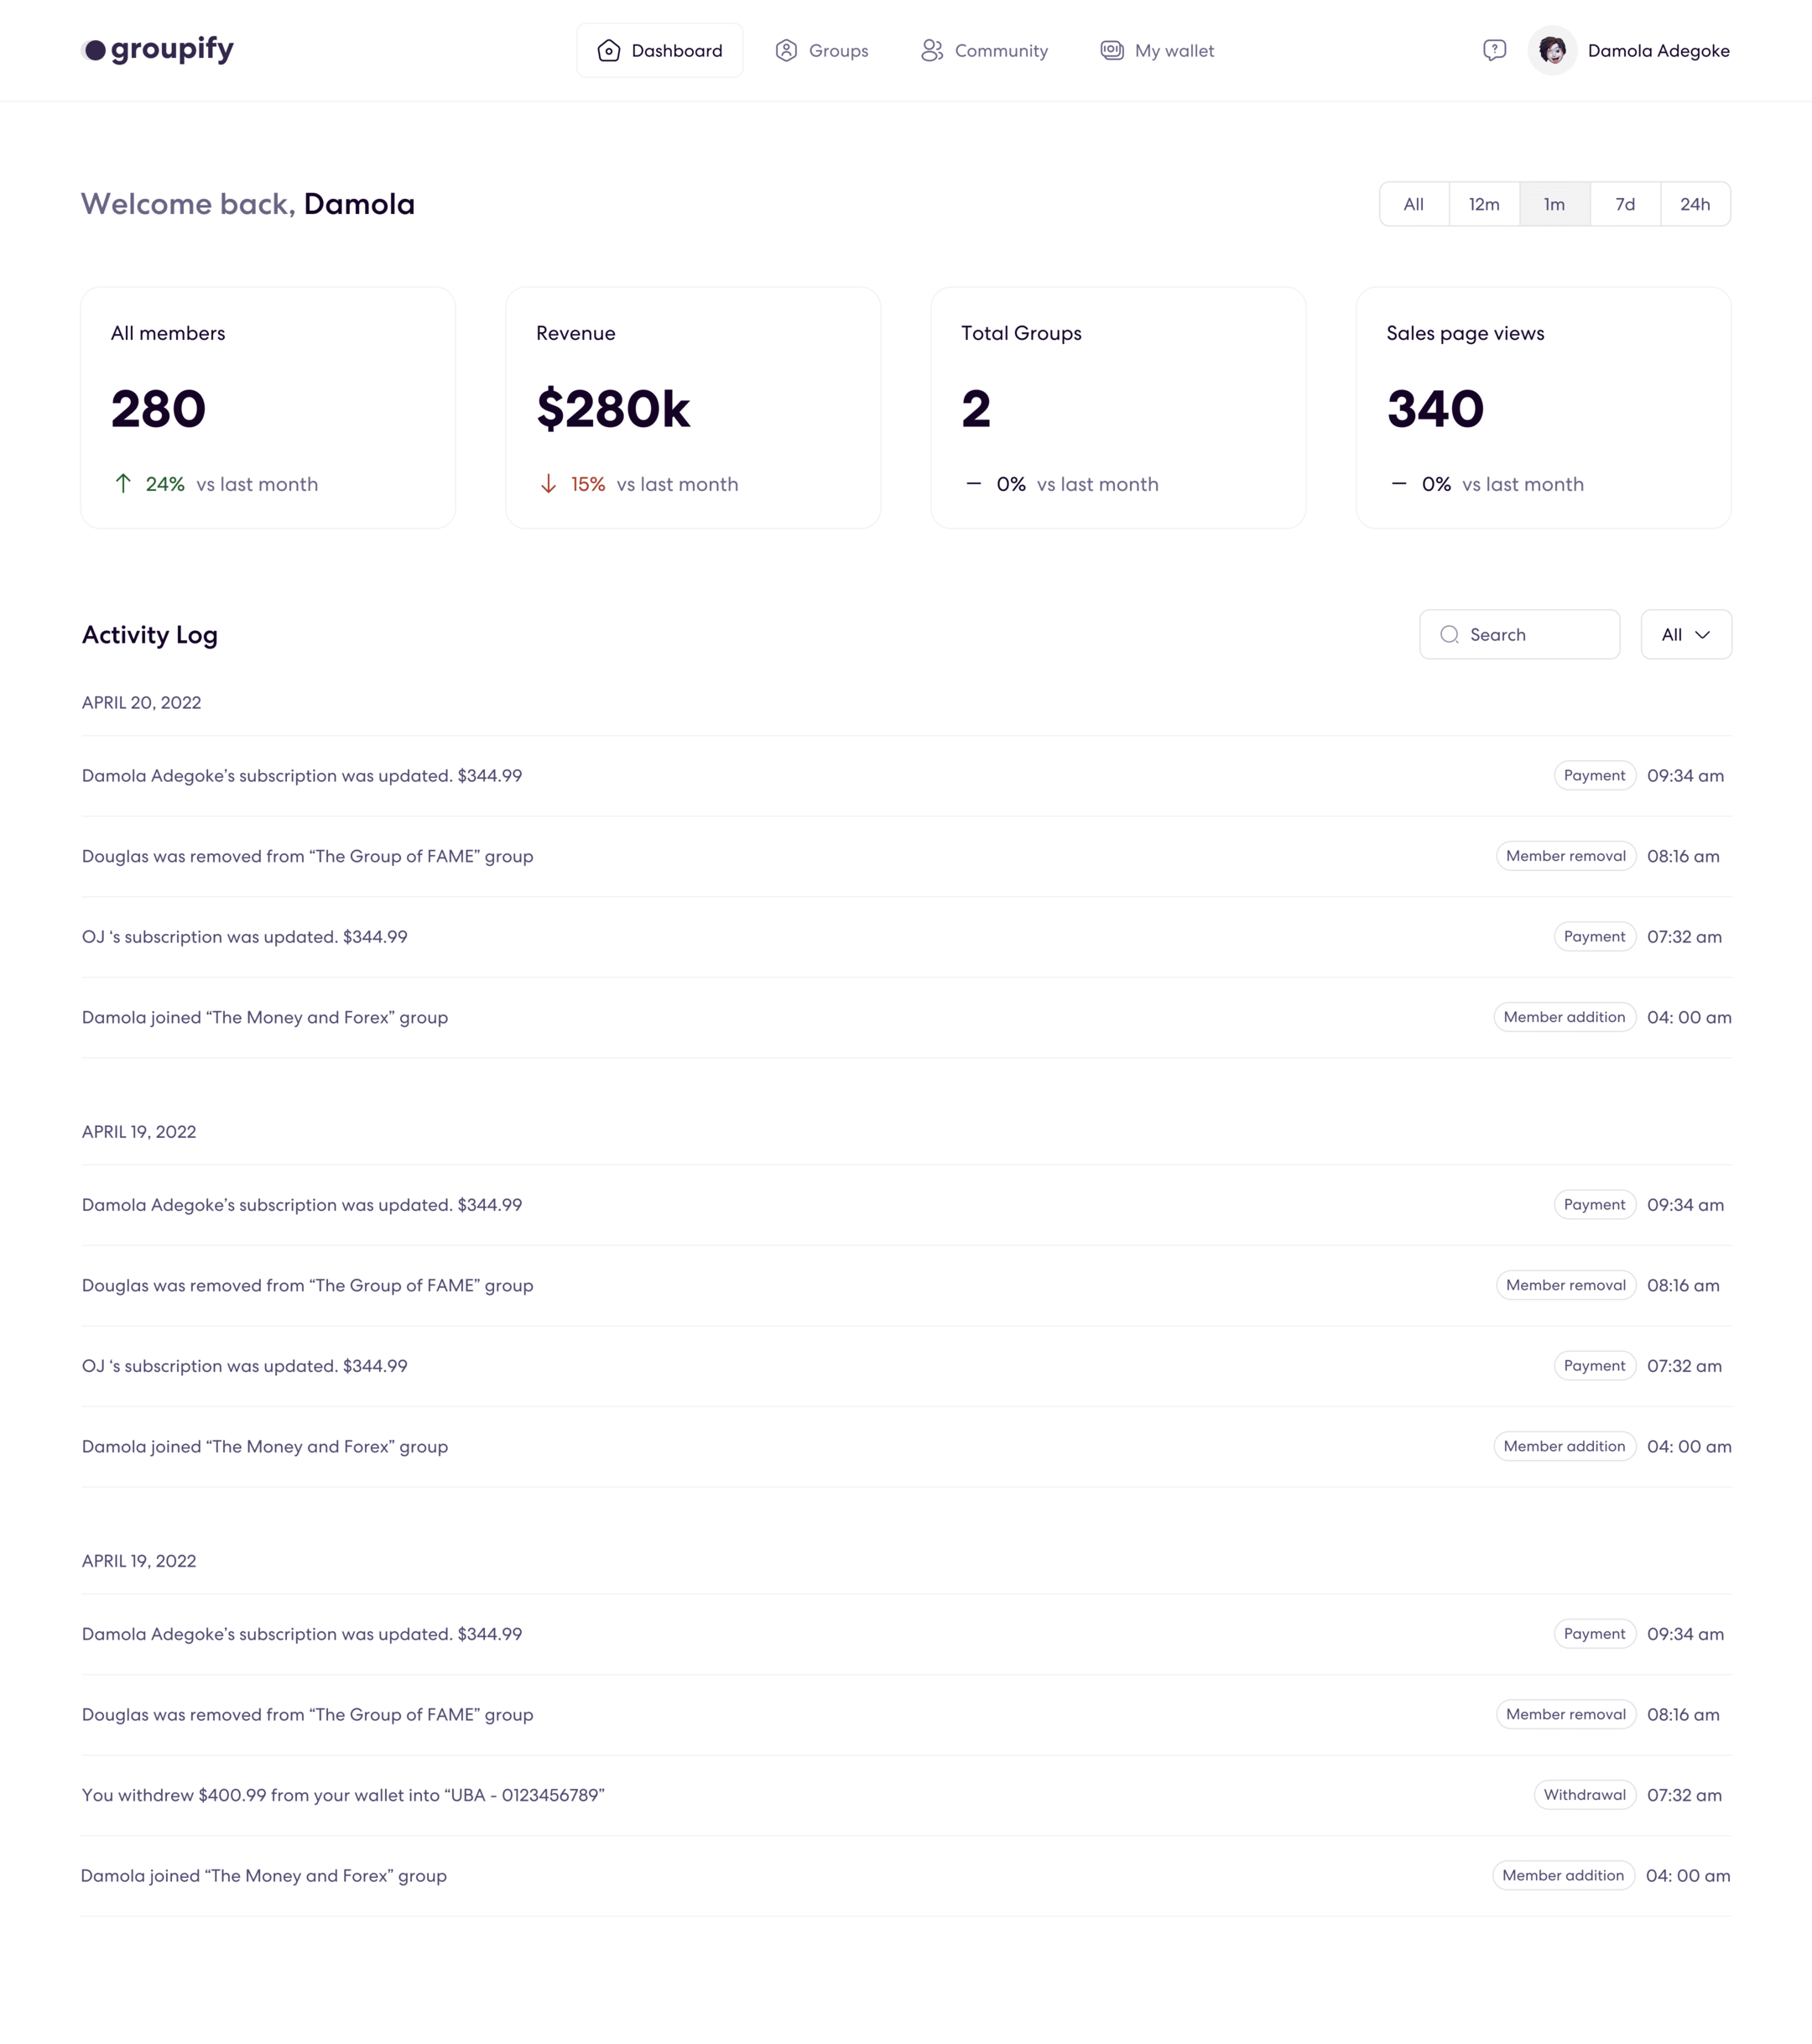 groupify
Dashboard
Groups
Community
My wallet
?
Damola Adegoke
Welcome back, Damola
All 12m 1m 7d 24h
All members
280
24% vs last month
Revenue
$280k
15% vs last month
Total Groups
2
0% vs last month
Sales page views
340
0% vs last month
Activity Log
Search
All
APRIL 20, 2022
Damola Adegoke’s subscription was updated. $344.99 Payment 09:34 am
Douglas was removed from “The Group of FAME” group Member removal 08:16 am
OJ ‘s subscription was updated. $344.99 Payment 07:32 am
Damola joined “The Money and Forex” group Member addition 04: 00 am
APRIL 19, 2022
Damola Adegoke’s subscription was updated. $344.99 Payment 09:34 am
Douglas was removed from “The Group of FAME” group Member removal 08:16 am
OJ ‘s subscription was updated. $344.99 Payment 07:32 am
Damola joined “The Money and Forex” group Member addition 04: 00 am
APRIL 19, 2022
Damola Adegoke’s subscription was updated. $344.99 Payment 09:34 am
Douglas was removed from “The Group of FAME” group Member removal 08:16 am
You withdrew $400.99 from your wallet into “UBA - 0123456789” Withdrawal 07:32 am
Damola joined “The Money and Forex” group Member addition 04: 00 am